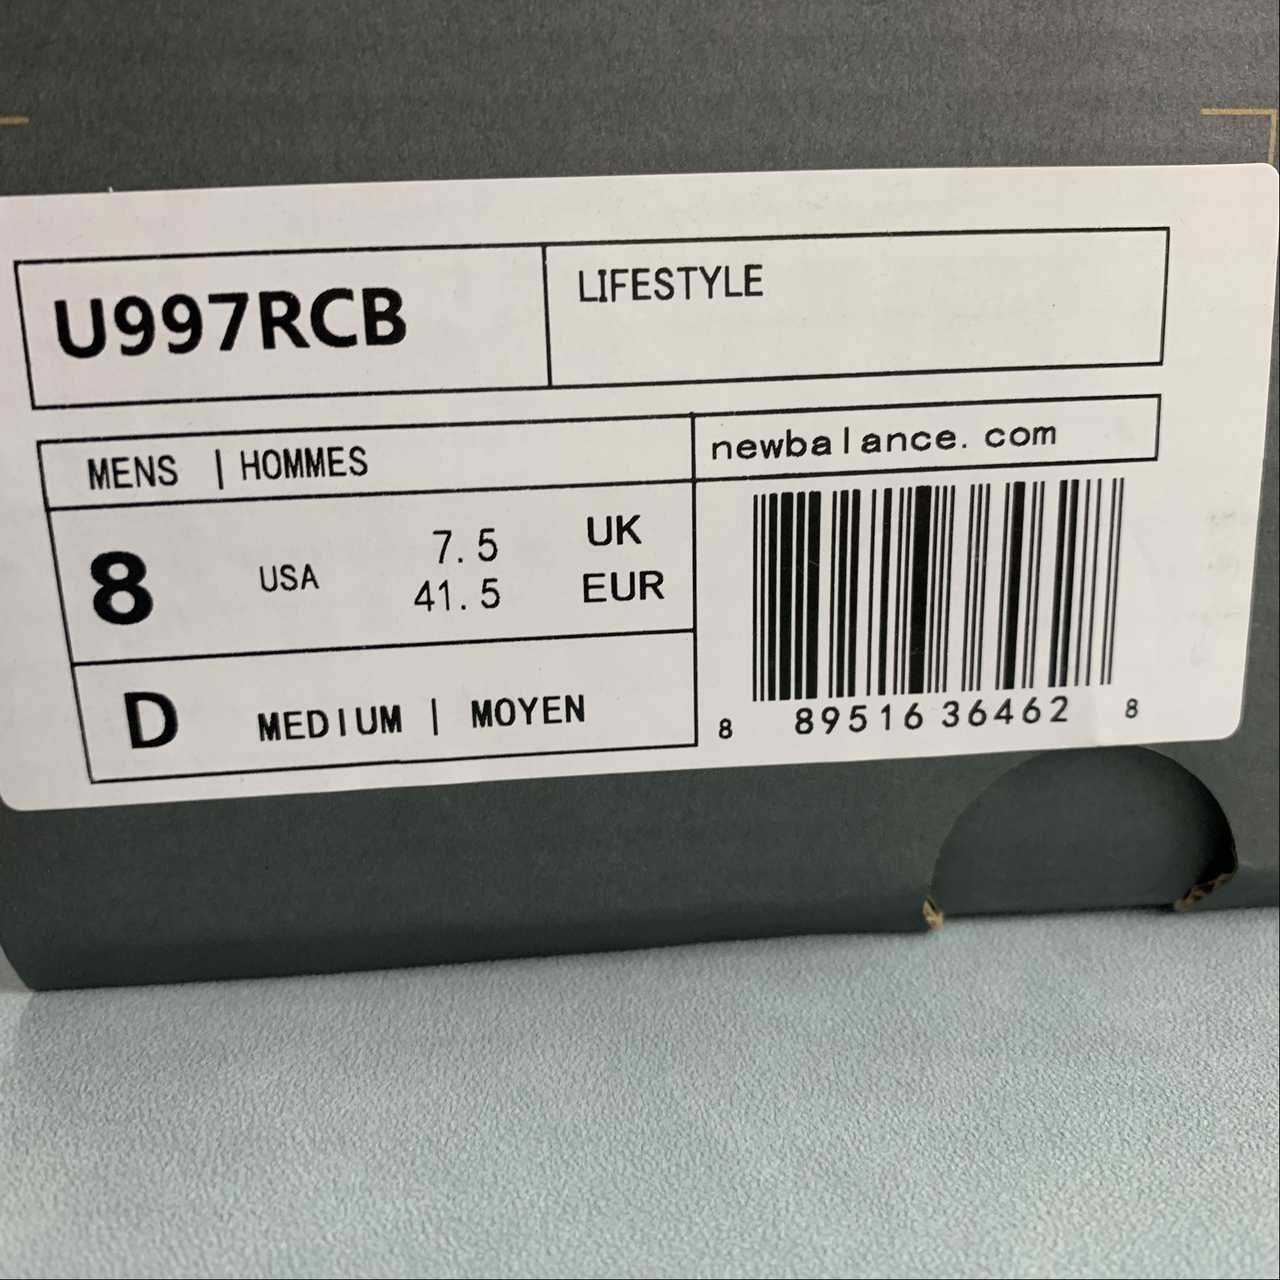 U997RCB
LIFESTYLE
MENS | HOMMES
newbalance.com
8 USA 7.5 UK
41.5 EUR
D MEDIUM | MOYEN
8 89516 36462 8